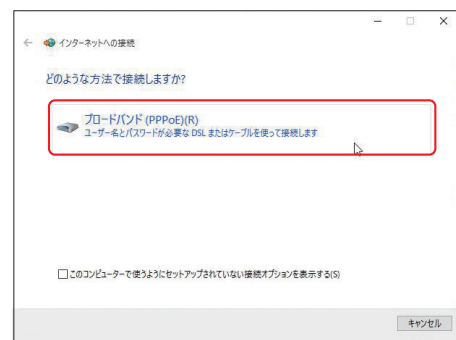 インターネットへの接続
どのような方法で接続しますか?
ブロードバンド (PPPoE)(R)
ユーザー名とパスワードが必要な DSL またはケーブルを使って接続します
このコンピューターで使うようにセットアップされていない接続オプションを表示する(S)
キャンセル